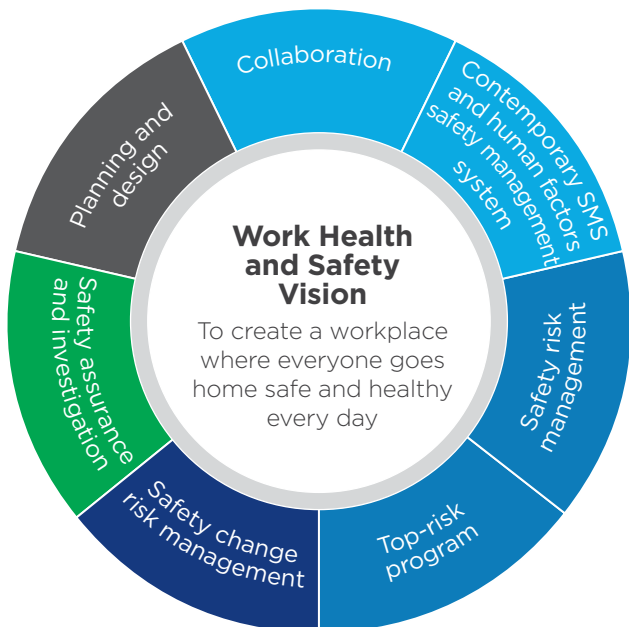 Collaboration
Contemporary SMS
and human factors
safety management
system
Safety risk
management
Top-risk
program
Safety change
risk management
Safety assurance
and investigation
Planning and
design
Work Health
and Safety
Vision
To create a workplace
where everyone goes
home safe and healthy
every day